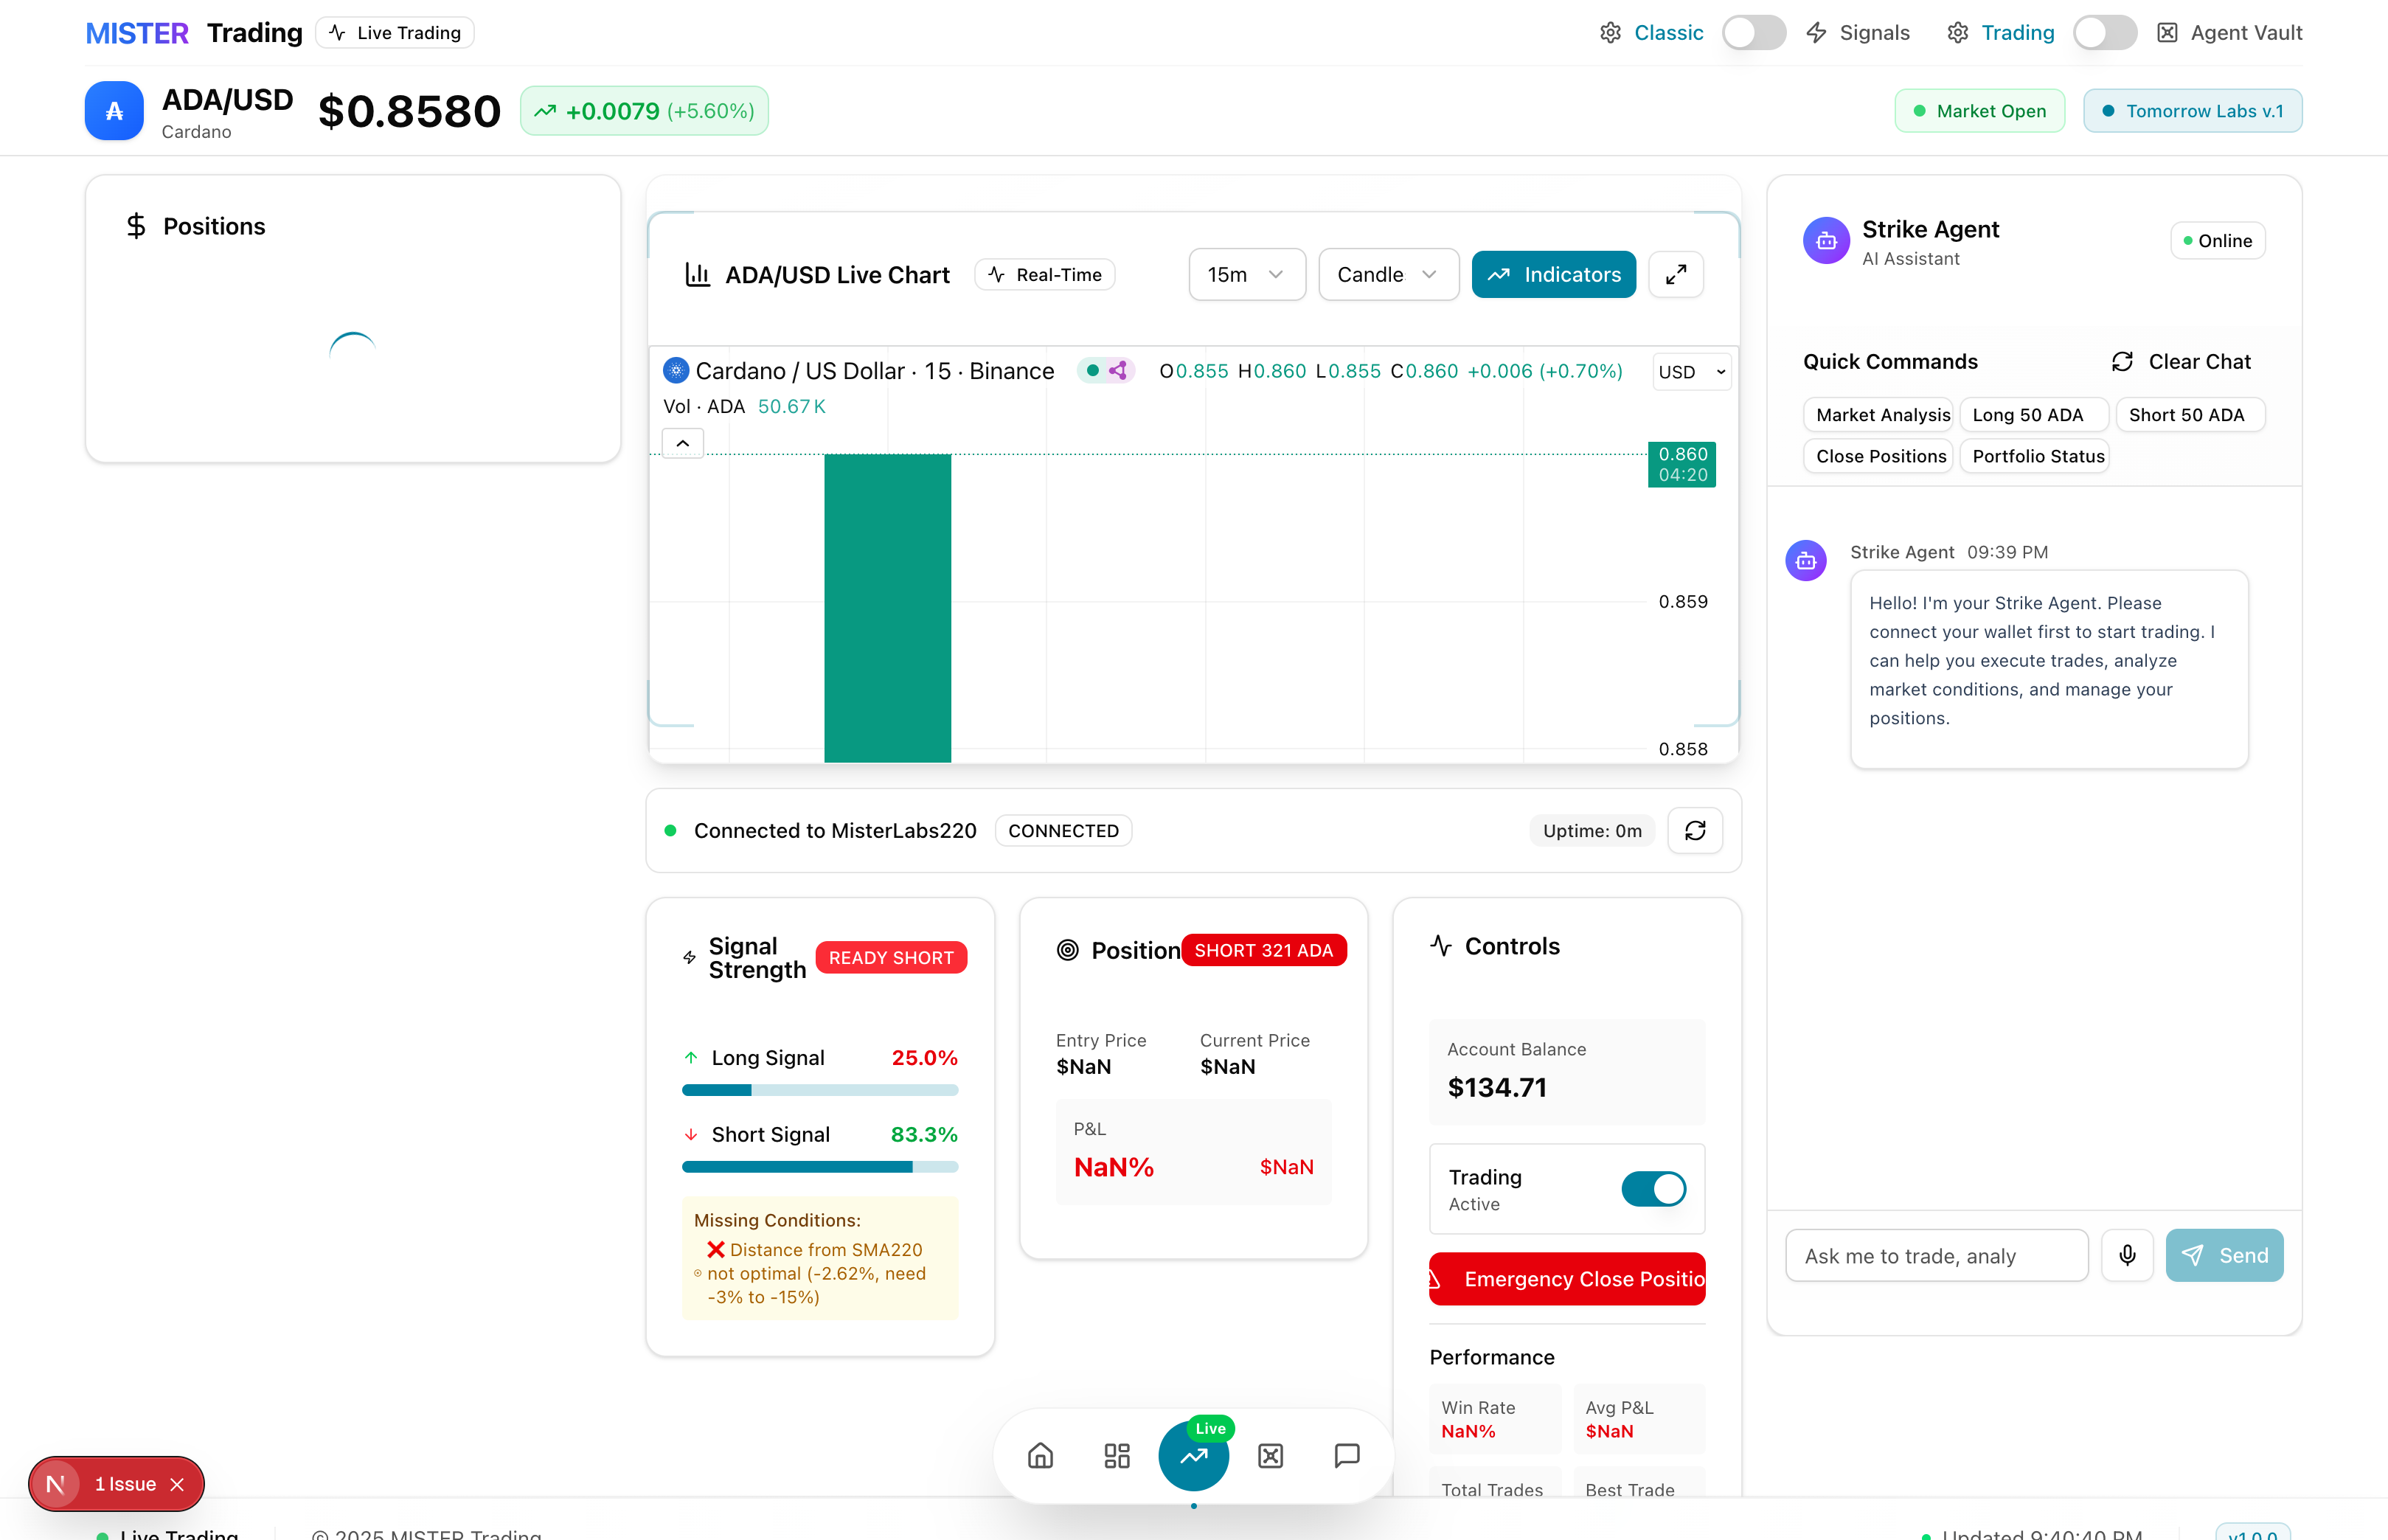 MISTER Trading Live Trading
Classic Signals Trading Agent Vault
₳ ADA/USD
Cardano
$0.8580 +0.0079 (+5.60%)
Market Open Tomorrow Labs v.1
Positions
ADA/USD Live Chart Real-Time 15m Candle Indicators
Cardano / US Dollar · 15 · Binance O0.855 H0.860 L0.855 C0.860 +0.006 (+0.70%) USD
Vol · ADA 50.67 K
0.860
04:20
0.859
0.858
Connected to MisterLabs220 CONNECTED Uptime: 0m
Signal
Strength
READY SHORT
Long Signal 25.0%
Short Signal 83.3%
Missing Conditions:
❌ Distance from SMA220
not optimal (-2.62%, need
-3% to -15%)
Position SHORT 321 ADA
Entry Price Current Price
$NaN $NaN
P&L
NaN% $NaN
Controls
Account Balance
$134.71
Trading
Active
Emergency Close Positio
Performance
Win Rate Avg P&L
NaN% $NaN
Total Trades Best Trade
Strike Agent
AI Assistant
Online
Quick Commands Clear Chat
Market Analysis Long 50 ADA Short 50 ADA
Close Positions Portfolio Status
Strike Agent 09:39 PM
Hello! I'm your Strike Agent. Please
connect your wallet first to start trading. I
can help you execute trades, analyze
market conditions, and manage your
positions.
Ask me to trade, analy Send
Live
N 1 Issue
Live Trading © 2025 MISTER Trading Updated 9:40:40 PM v1.0.0